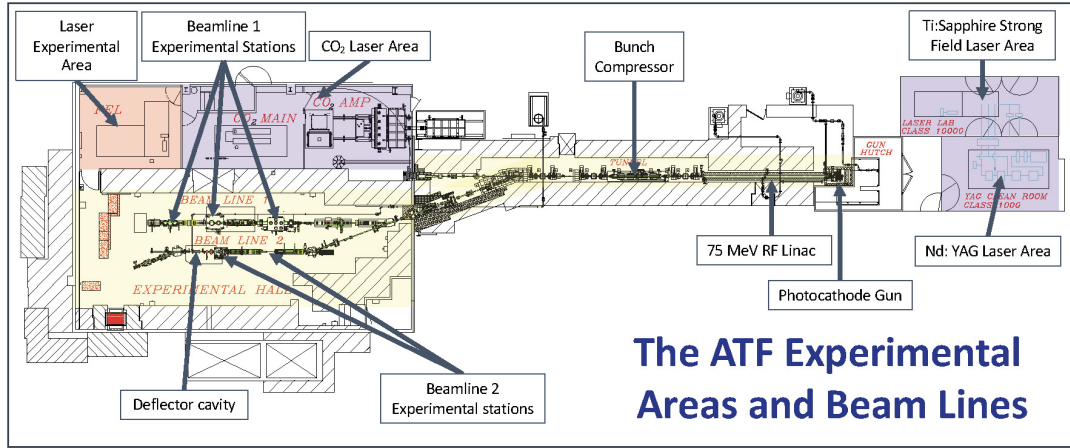 Laser
Experimental
Area
Beamline 1
Experimental Stations
CO₂ Laser Area
Bunch
Compressor
Ti:Sapphire Strong
Field Laser Area
FEL
CO₂ MAIN
CO₂ AMP
LASER LAB
CLASS 10000
GUN
HUTCH
TUNNEL
YAG CLEAN ROOM
CLASS 1000
BEAM LINE 1
BEAM LINE 2
EXPERIMENTAL HALL
75 MeV RF Linac
Nd: YAG Laser Area
Photocathode Gun
Deflector cavity
Beamline 2
Experimental stations
The ATF Experimental
Areas and Beam Lines